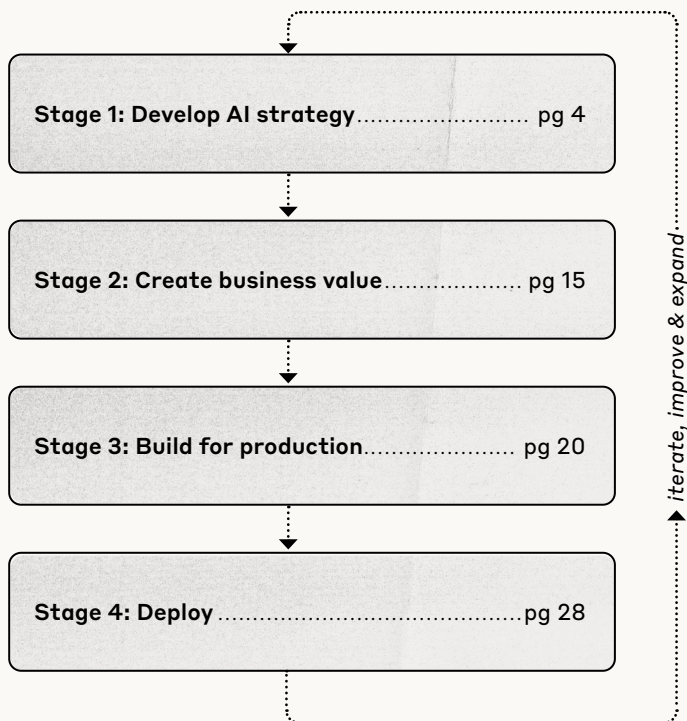 Stage 1: Develop AI strategy........................ pg 4
Stage 2: Create business value.................... pg 15
Stage 3: Build for production...................... pg 20
Stage 4: Deploy ............................................pg 28
iterate, improve & expand